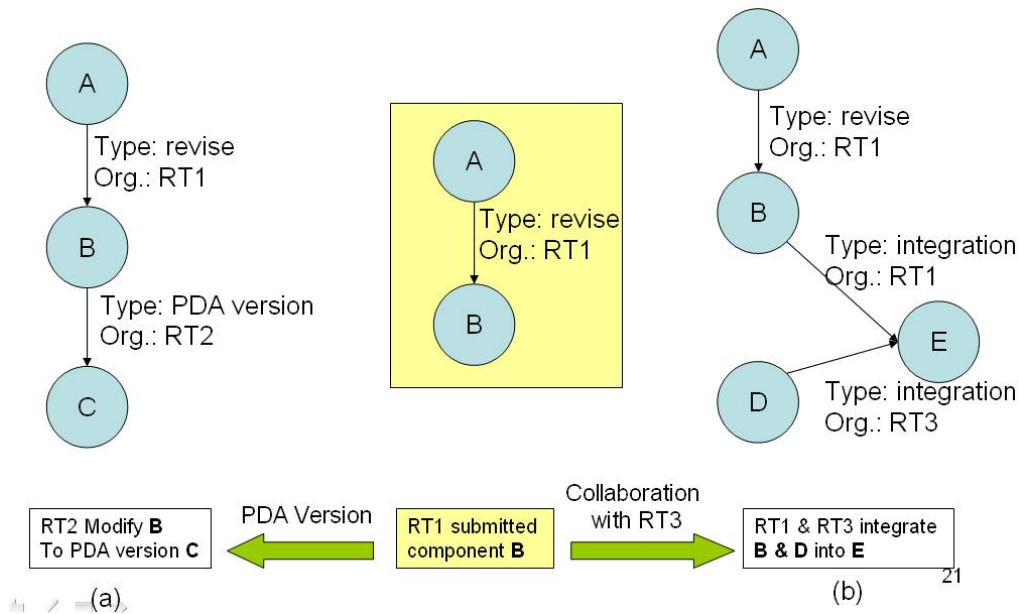 A
Type: revise
Org.: RT1
B
Type: PDA version
Org.: RT2
C
A
Type: revise
Org.: RT1
B
A
Type: revise
Org.: RT1
B
Type: integration
Org.: RT1
E
D
Type: integration
Org.: RT3
RT2 Modify B
To PDA version C
PDA Version
RT1 submitted
component B
Collaboration
with RT3
RT1 & RT3 integrate
B & D into E
(a)
(b)
21